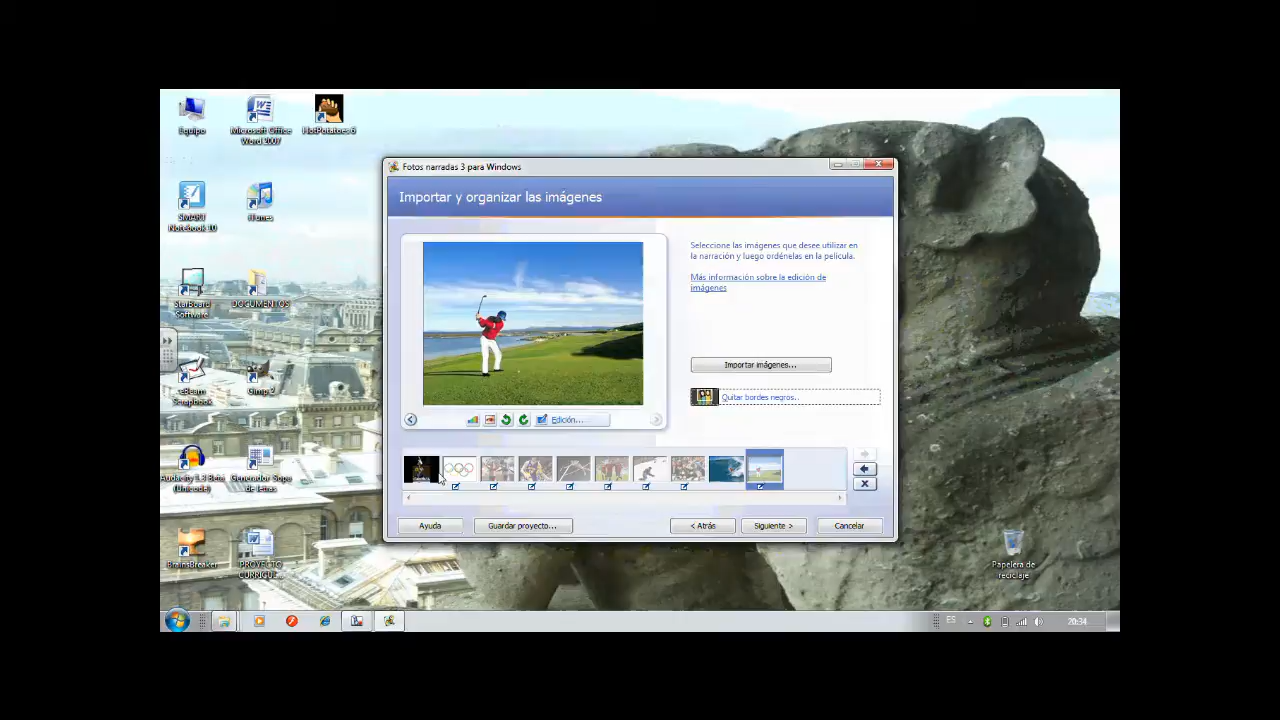 Equipo
Microsoft Office
Word 2007
HotPotatoes 6
SMART
Notebook 10
iTunes
StarBoard
Software
DOCUMENTOS
eBeam
Scrapbook
Gimp 2
Audacity 1.3 Beta
(Unicode)
Generador Sopa
de letras
BrainsBreaker
PROYECTO
CURRICUL...
Fotos narradas 3 para Windows
Importar y organizar las imágenes
Seleccione las imágenes que desee utilizar en
la narración y luego ordénelas en la película.
Más información sobre la edición de
imágenes
Importar imágenes...
Quitar bordes negros..
Edición...
Ayuda
Guardar proyecto...
< Atrás
Siguiente >
Cancelar
Papelera de
reciclaje
ES
20:34